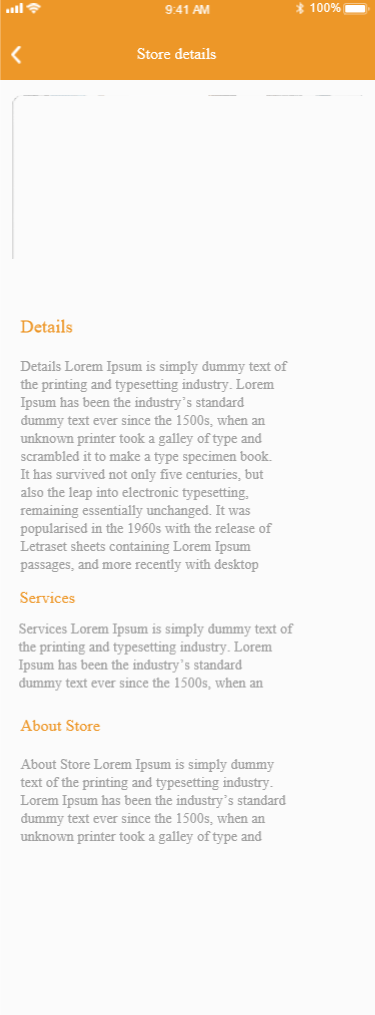 9:41 AM
100%
Store details
Details
Details Lorem Ipsum is simply dummy text of
the printing and typesetting industry. Lorem
Ipsum has been the industry’s standard
dummy text ever since the 1500s, when an
unknown printer took a galley of type and
scrambled it to make a type specimen book.
It has survived not only five centuries, but
also the leap into electronic typesetting,
remaining essentially unchanged. It was
popularised in the 1960s with the release of
Letraset sheets containing Lorem Ipsum
passages, and more recently with desktop
Services
Services Lorem Ipsum is simply dummy text of
the printing and typesetting industry. Lorem
Ipsum has been the industry’s standard
dummy text ever since the 1500s, when an
About Store
About Store Lorem Ipsum is simply dummy
text of the printing and typesetting industry.
Lorem Ipsum has been the industry’s standard
dummy text ever since the 1500s, when an
unknown printer took a galley of type and